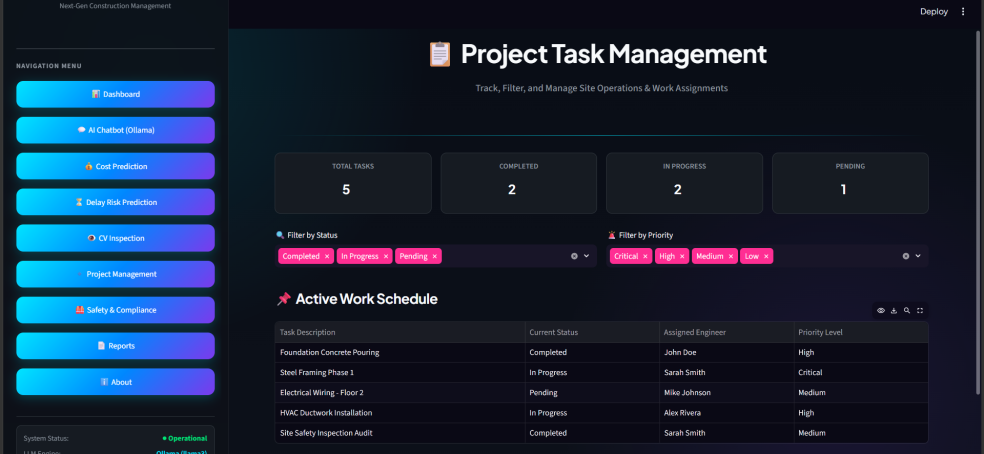 Next-Gen Construction Management
Deploy
NAVIGATION MENU
Dashboard
AI Chatbot (Ollama)
Cost Prediction
Delay Risk Prediction
CV Inspection
Project Management
Safety & Compliance
Reports
About
System Status: Operational
LLM Engine: Ollama (llama3)
Project Task Management
Track, Filter, and Manage Site Operations & Work Assignments
TOTAL TASKS COMPLETED IN PROGRESS PENDING
5 2 2 1
Filter by Status Filter by Priority
Completed × In Progress × Pending × Critical × High × Medium × Low ×
Active Work Schedule
Task Description Current Status Assigned Engineer Priority Level
Foundation Concrete Pouring Completed John Doe High
Steel Framing Phase 1 In Progress Sarah Smith Critical
Electrical Wiring - Floor 2 Pending Mike Johnson Medium
HVAC Ductwork Installation In Progress Alex Rivera High
Site Safety Inspection Audit Completed Sarah Smith Medium